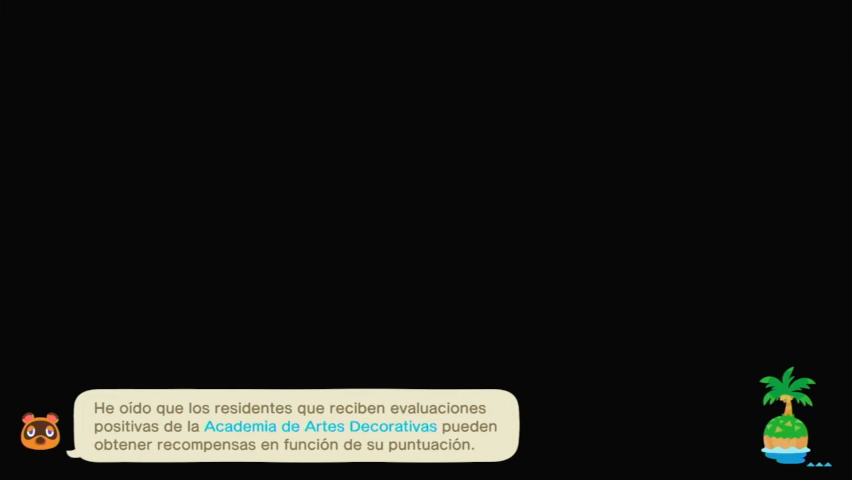 He oído que los residentes que reciben evaluaciones
positivas de la Academia de Artes Decorativas pueden
obtener recompensas en función de su puntuación.